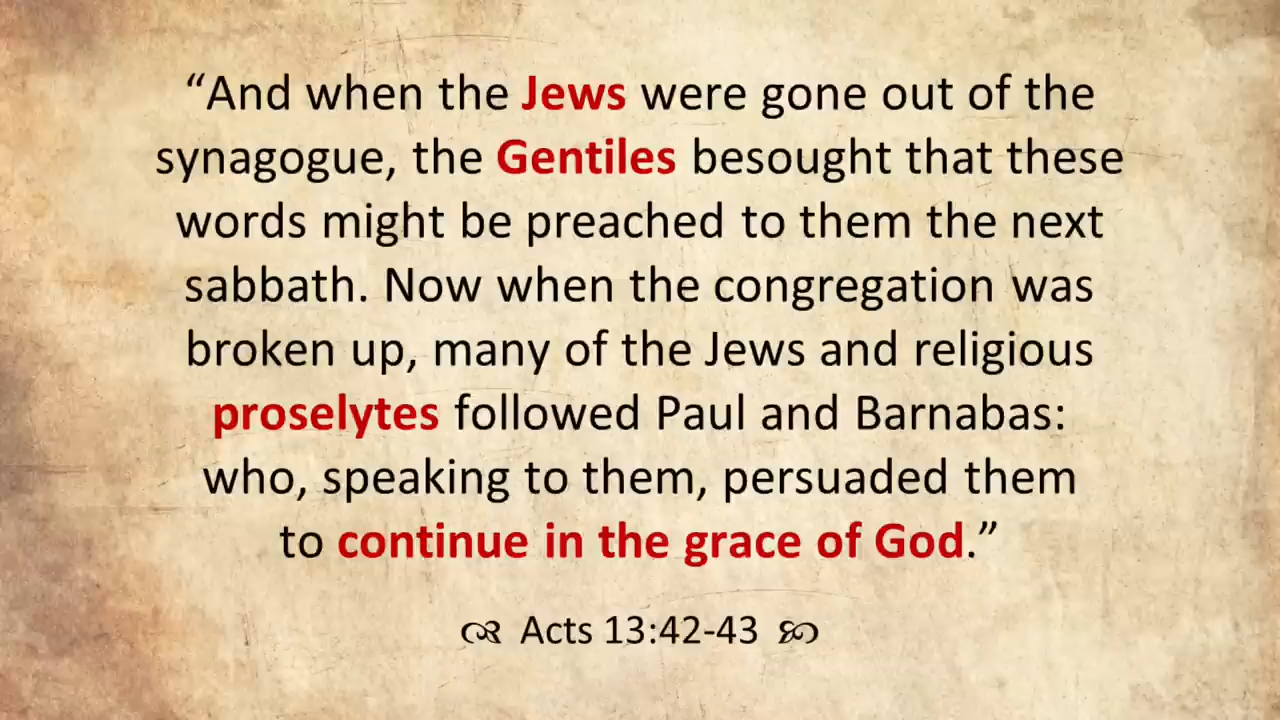 “And when the Jews were gone out of the
synagogue, the Gentiles besought that these
words might be preached to them the next
sabbath. Now when the congregation was
broken up, many of the Jews and religious
proselytes followed Paul and Barnabas:
who, speaking to them, persuaded them
to continue in the grace of God.”
Acts 13:42-43